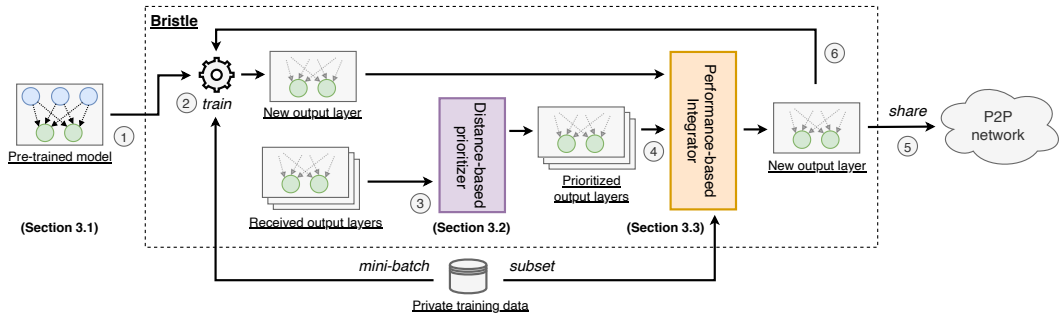 Bristle
6
2
train
1
Pre-trained model
New output layer
Distance-based
prioritizer
Performance-based
Integrator
4
New output layer
share
5
P2P
network
3
Received output layers
Prioritized
output layers
(Section 3.1)
(Section 3.2)
(Section 3.3)
mini-batch
subset
Private training data